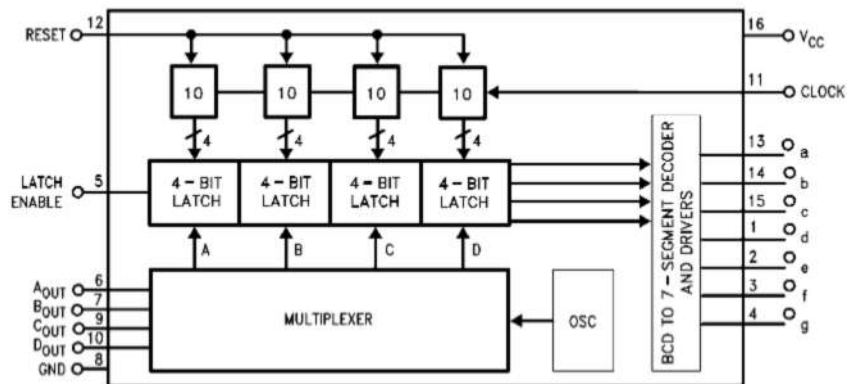 RESET 12
16 VCC
10 10 10 10
11 CLOCK
4 4 4 4
LATCH ENABLE 5
4-BIT LATCH
4-BIT LATCH
4-BIT LATCH
4-BIT LATCH
A B C D
AOUT 6
BOUT 7
COUT 9
DOUT 10
GND 8
MULTIPLEXER
OSC
BCD TO 7-SEGMENT DECODER
AND DRIVERS
13 a
14 b
15 c
1 d
2 e
3 f
4 g